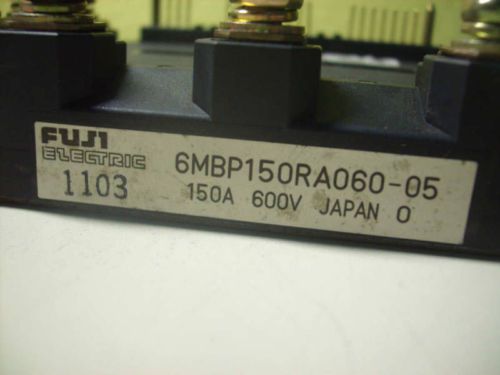 FUJI
ELECTRIC
6MBP150RA060-05
1103
150A 600V JAPAN O